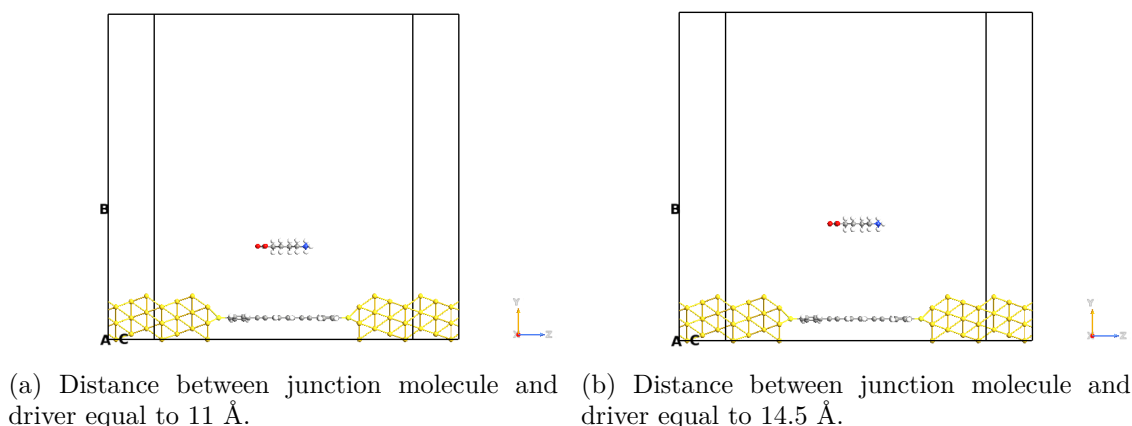 B
A C
Y
X Z
B
A C
Y
X Z
(a) Distance between junction molecule and
driver equal to 11 Å.
(b) Distance between junction molecule and
driver equal to 14.5 Å.